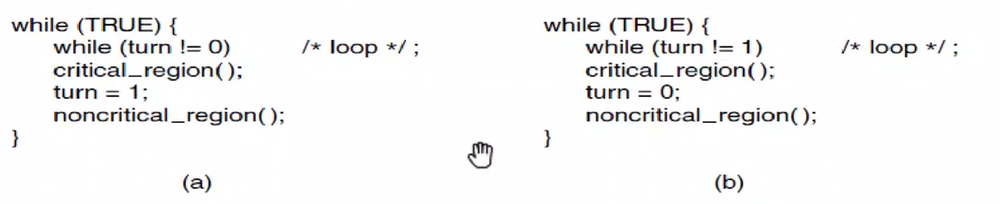 while (TRUE) {
while (turn != 0) /* loop */ ;
critical_region( );
turn = 1;
noncritical_region( );
}
(a)
while (TRUE) {
while (turn != 1) /* loop */ ;
critical_region( );
turn = 0;
noncritical_region( );
}
(b)